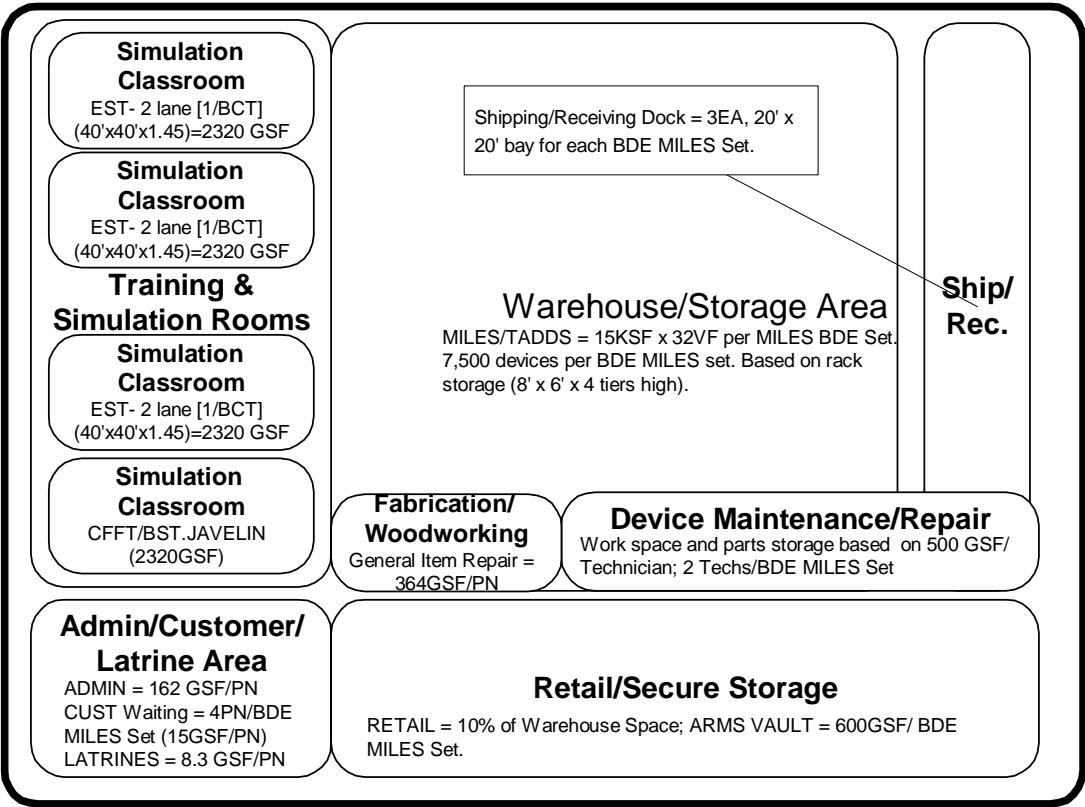 Simulation
Classroom
EST- 2 lane [1/BCT]
(40'x40'x1.45)=2320 GSF
Simulation
Classroom
EST- 2 lane [1/BCT]
(40'x40'x1.45)=2320 GSF
Training &
Simulation Rooms
Simulation
Classroom
EST- 2 lane [1/BCT]
(40'x40'x1.45)=2320 GSF
Simulation
Classroom
CFFT/BST.JAVELIN
(2320GSF)
Shipping/Receiving Dock = 3EA, 20' x
20' bay for each BDE MILES Set.
Warehouse/Storage Area
MILES/TADDS = 15KSF x 32VF per MILES BDE Set.
7,500 devices per BDE MILES set. Based on rack
storage (8' x 6' x 4 tiers high).
Ship/
Rec.
Fabrication/
Woodworking
General Item Repair =
364GSF/PN
Device Maintenance/Repair
Work space and parts storage based on 500 GSF/
Technician; 2 Techs/BDE MILES Set
Admin/Customer/
Latrine Area
ADMIN = 162 GSF/PN
CUST Waiting = 4PN/BDE
MILES Set (15GSF/PN)
LATRINES = 8.3 GSF/PN
Retail/Secure Storage
RETAIL = 10% of Warehouse Space; ARMS VAULT = 600GSF/ BDE
MILES Set.